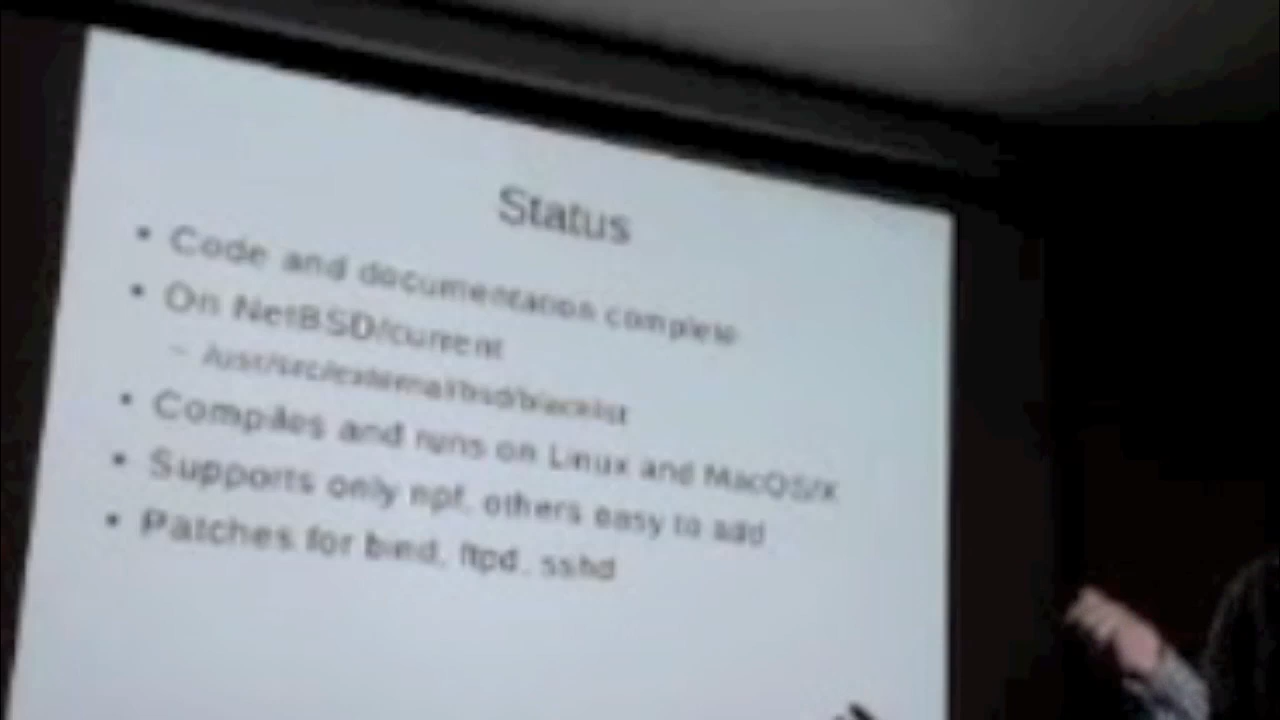 Status
• Code and documentation complete
• On NetBSD/current
– /usr/src/external/bsd/blacklist
• Compiles and runs on Linux and MacOS/X
• Supports only npf, others easy to add
• Patches for bind, ftpd, sshd